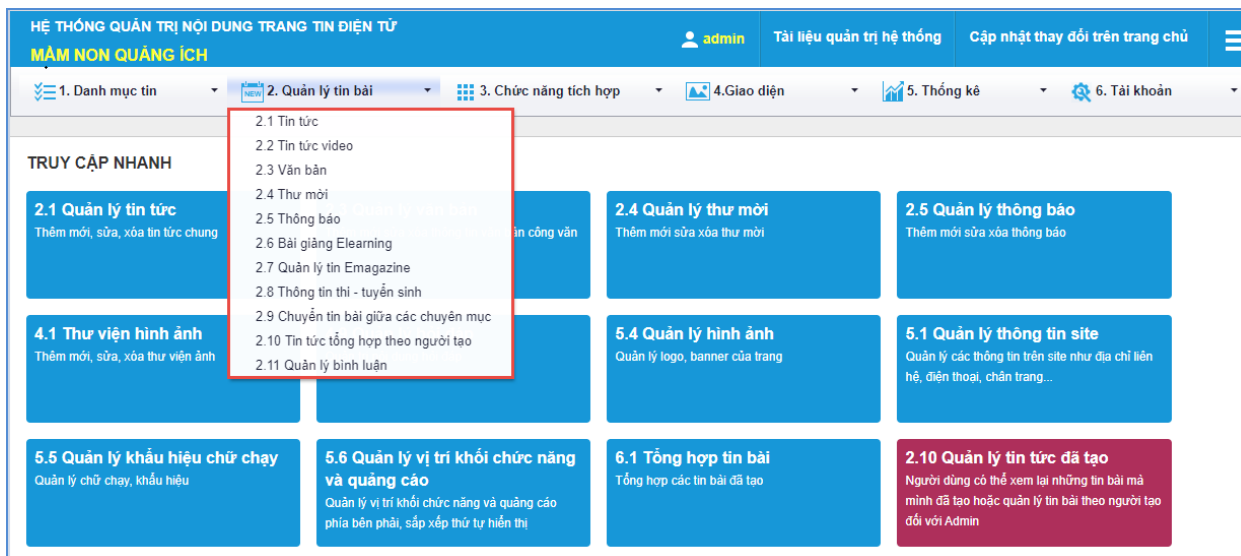 HỆ THỐNG QUẢN TRỊ NỘI DUNG TRANG TIN ĐIỆN TỬ
MẦM NON QUẢNG ÍCH
admin
Tài liệu quản trị hệ thống
Cập nhật thay đổi trên trang chủ
1. Danh mục tin
NEW
2. Quản lý tin bài
3. Chức năng tích hợp
4.Giao diện
5. Thống kê
6. Tài khoản
2.1 Tin tức
2.2 Tin tức video
2.3 Văn bản
2.4 Thư mời
2.5 Thông báo
2.6 Bài giảng Elearning
2.7 Quản lý tin Emagazine
2.8 Thông tin thi - tuyển sinh
2.9 Chuyển tin bài giữa các chuyên mục
2.10 Tin tức tổng hợp theo người tạo
2.11 Quản lý bình luận
TRUY CẬP NHANH
2.1 Quản lý tin tức
Thêm mới, sửa, xóa tin tức chung
công văn
2.4 Quản lý thư mời
Thêm mới sửa xóa thư mời
2.5 Quản lý thông báo
Thêm mới sửa xóa thông báo
4.1 Thư viện hình ảnh
Thêm mới, sửa, xóa thư viện ảnh
5.4 Quản lý hình ảnh
Quản lý logo, banner của trang
5.1 Quản lý thông tin site
Quản lý các thông tin trên site như địa chỉ liên
hệ, điện thoại, chân trang...
5.5 Quản lý khẩu hiệu chữ chạy
Quản lý chữ chạy, khẩu hiệu
5.6 Quản lý vị trí khối chức năng
và quảng cáo
Quản lý vị trí khối chức năng và quảng cáo
phía bên phải, sắp xếp thứ tự hiển thị
6.1 Tổng hợp tin bài
Tổng hợp các tin bài đã tạo
2.10 Quản lý tin tức đã tạo
Người dùng có thể xem lại những tin bài mà
mình đã tạo hoặc quản lý tin bài theo người tạo
đối với Admin